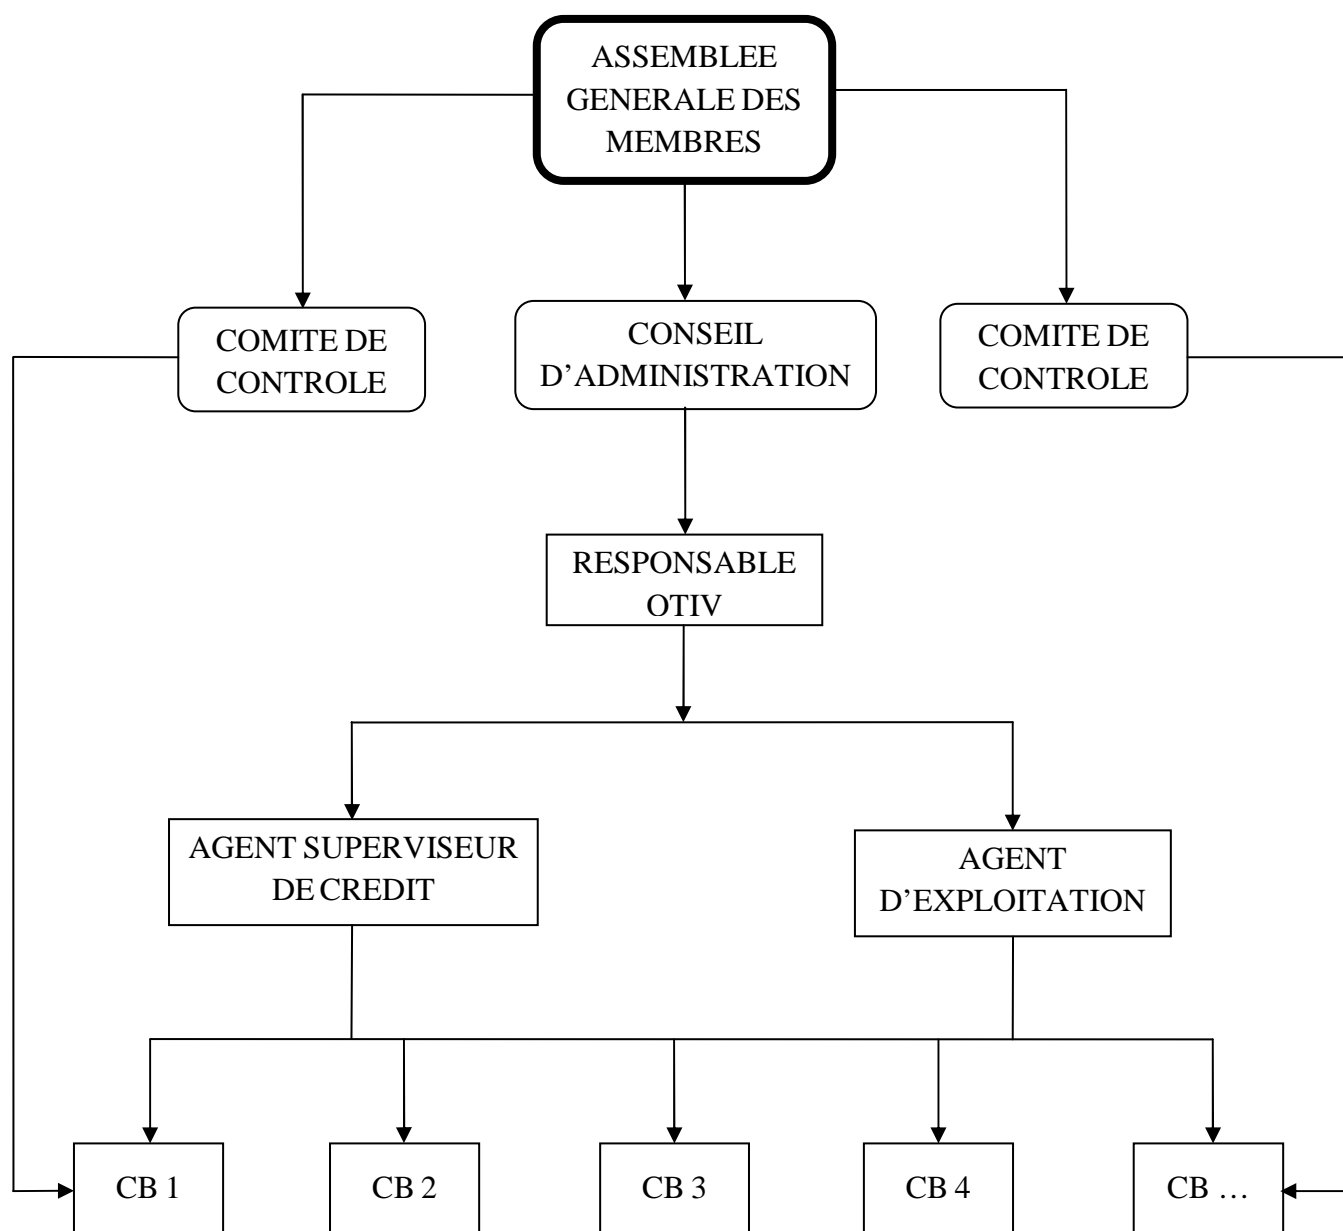 ASSEMBLEE
GENERALE DES
MEMBRES
COMITE DE
CONTROLE
CONSEIL
D’ADMINISTRATION
COMITE DE
CONTROLE
RESPONSABLE
OTIV
AGENT SUPERVISEUR
DE CREDIT
AGENT
D’EXPLOITATION
CB 1
CB 2
CB 3
CB 4
CB …